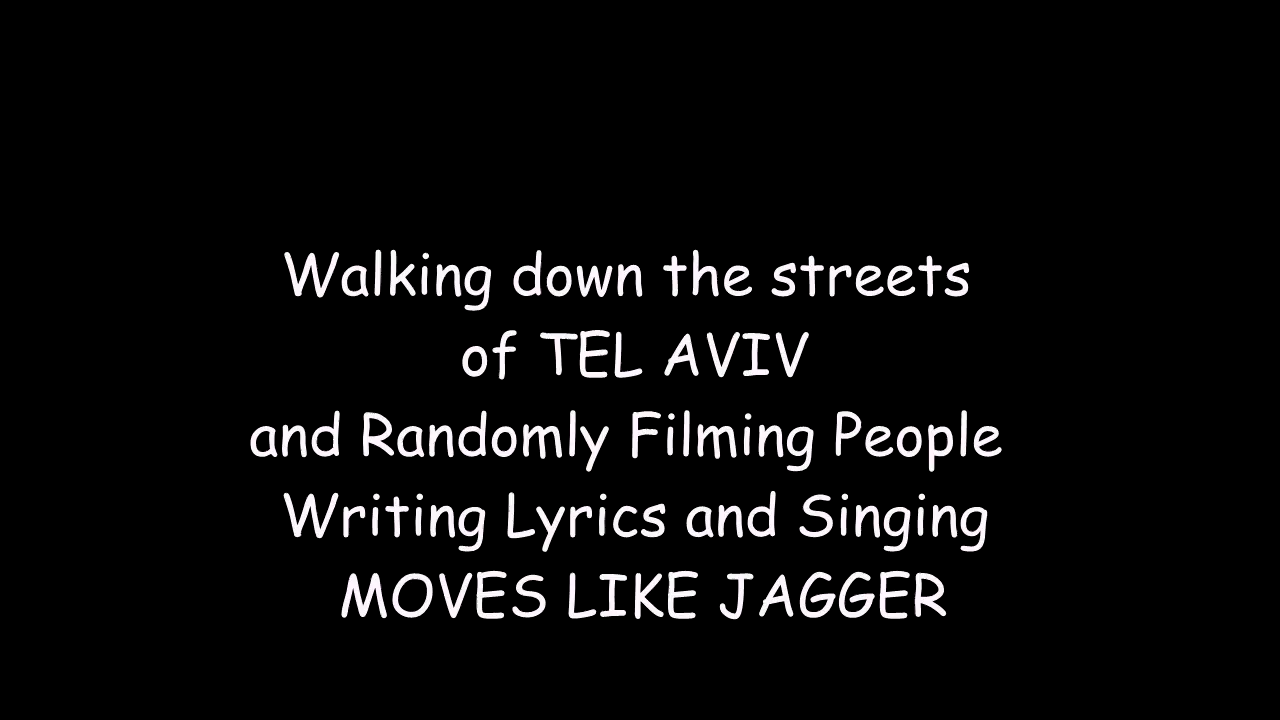 Walking down the streets
of TEL AVIV
and Randomly Filming People
Writing Lyrics and Singing
MOVES LIKE JAGGER